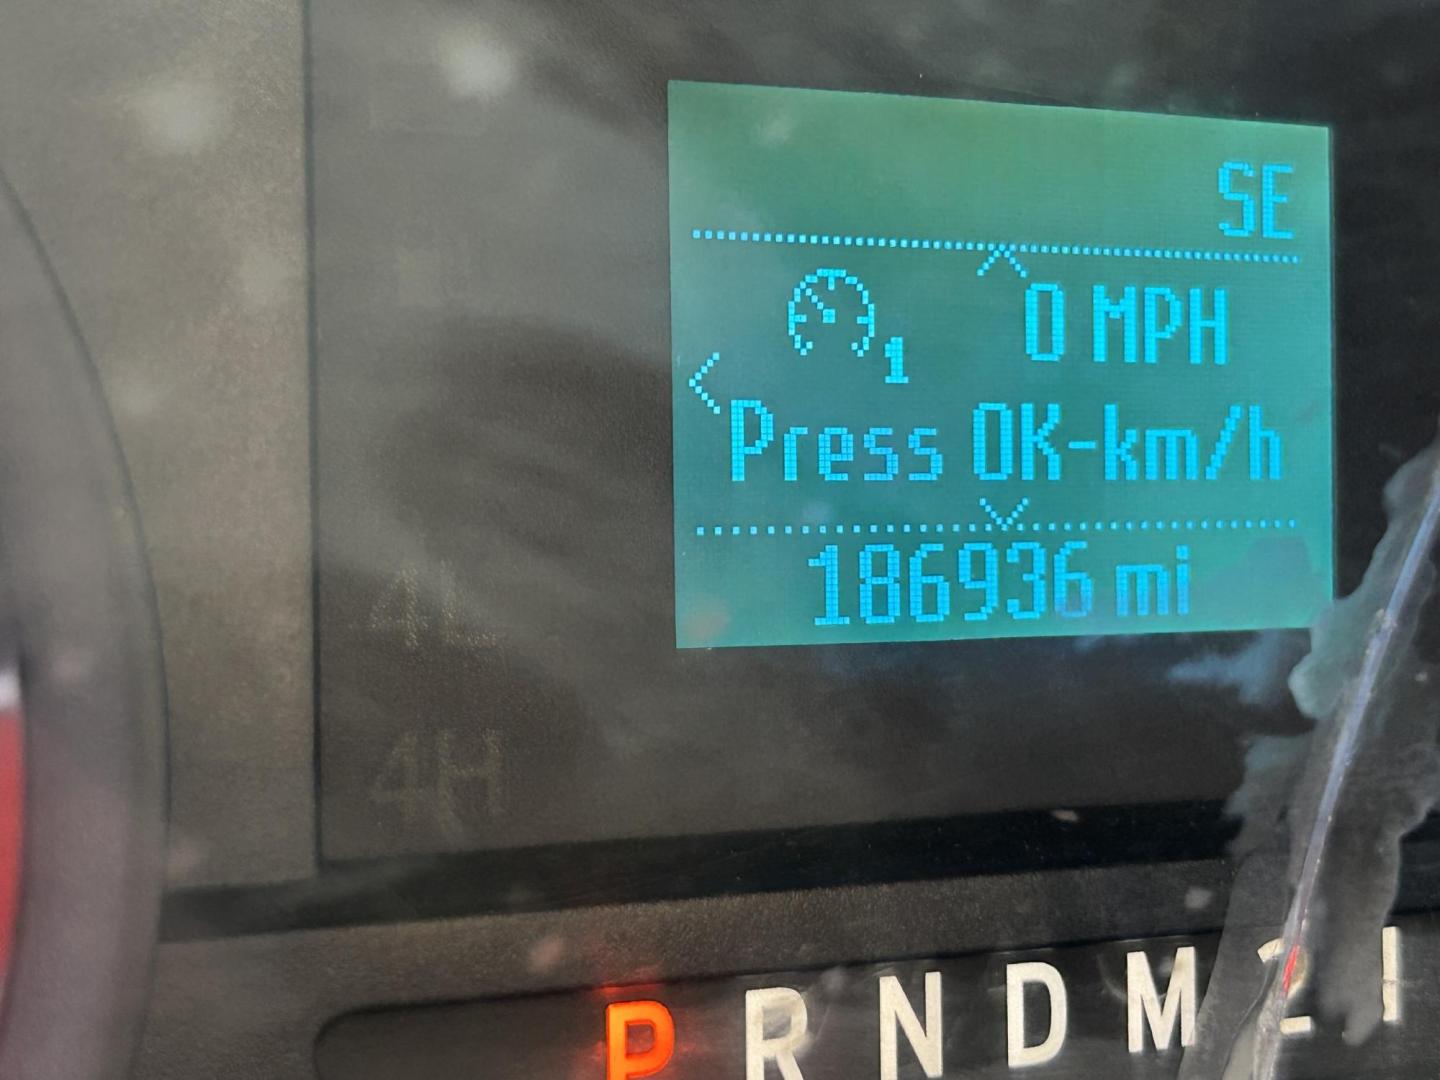 SE
1 0 MPH
Press OK-km/h
186936 mi
4L
4H
P R N D M 2 1